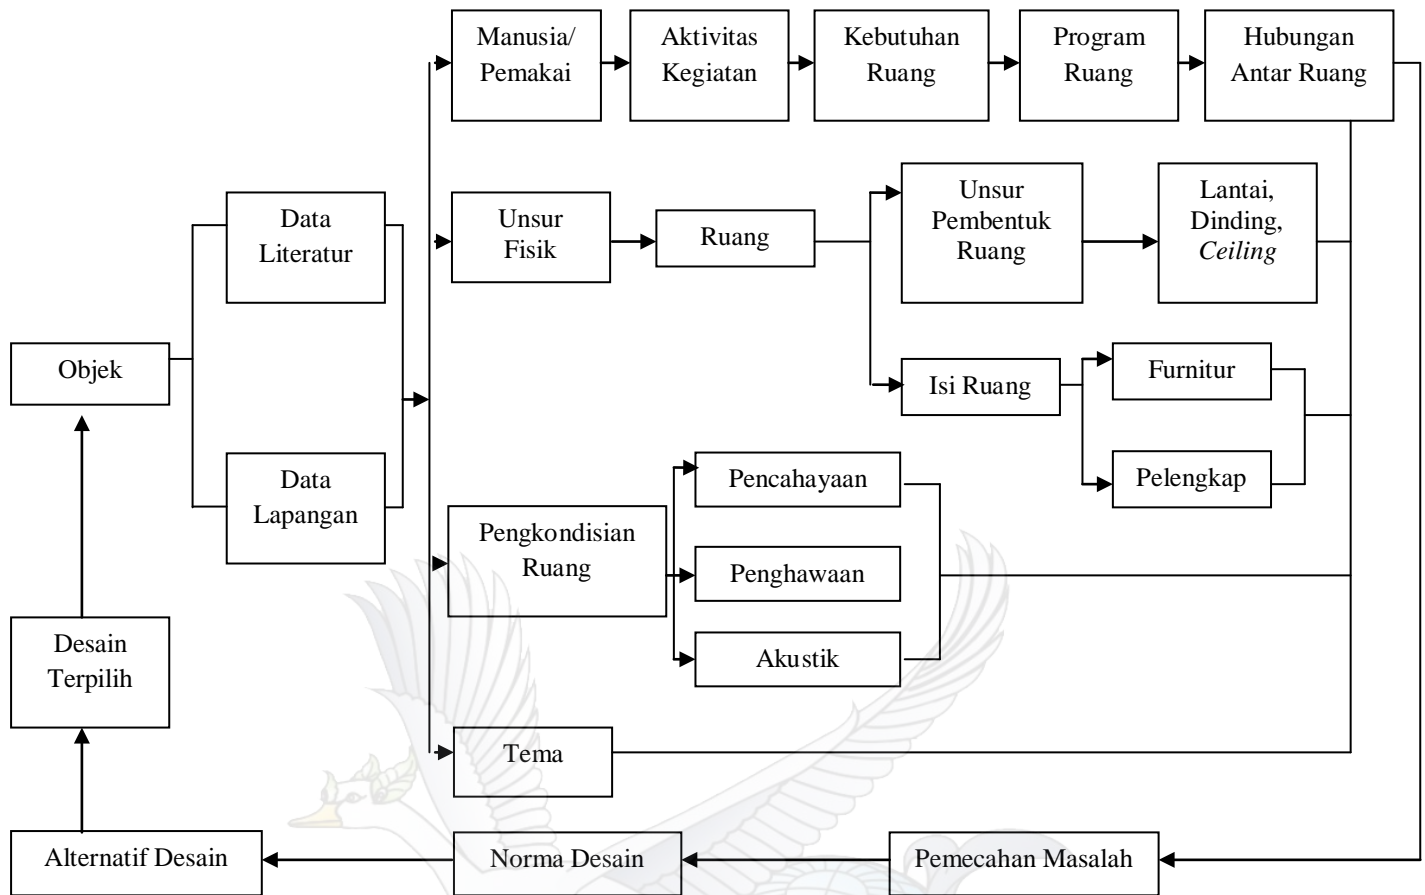 Manusia/
Pemakai
Aktivitas
Kegiatan
Kebutuhan
Ruang
Program
Ruang
Hubungan
Antar Ruang
Data
Literatur
Unsur
Fisik
Ruang
Unsur
Pembentuk
Ruang
Lantai,
Dinding,
Ceiling
Objek
Isi Ruang
Furnitur
Pelengkap
Data
Lapangan
Pengkondisian
Ruang
Pencahayaan
Penghawaan
Akustik
Desain
Terpilih
Tema
Alternatif Desain
Norma Desain
Pemecahan Masalah